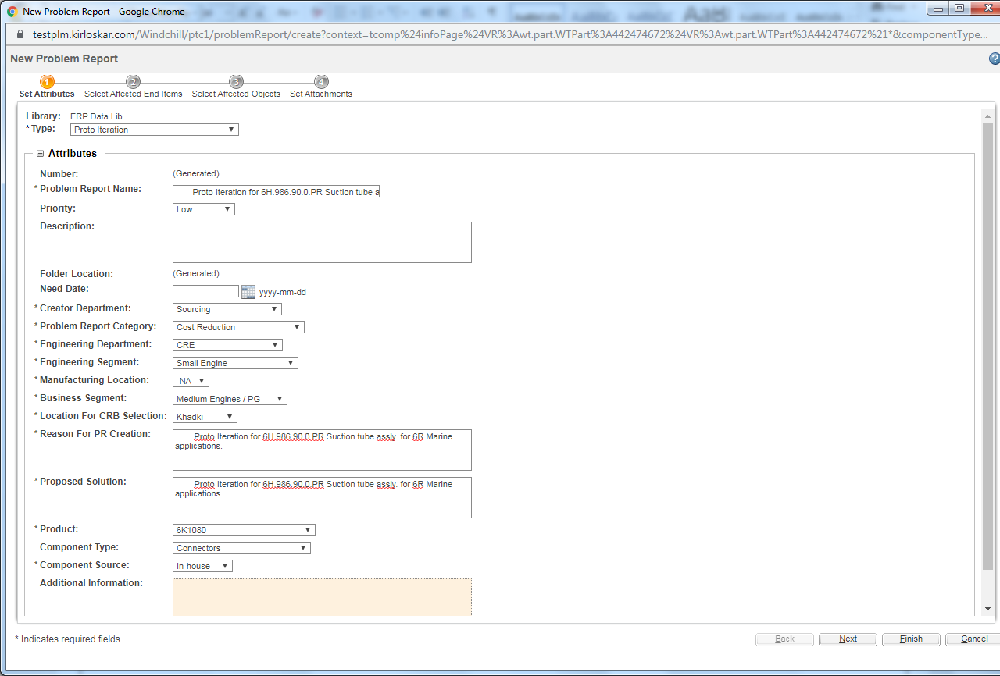 New Problem Report - Google Chrome
testplm.kirloskar.com/Windchill/ptc1/problemReport/create?context=tcomp%24infoPage%24VR%3Awt.part.WTPart%3A442474672%24VR%3Awt.part.WTPart%3A442474672%21*&componentType...
New Problem Report
?
1 2 3 4
Set Attributes Select Affected End Items Select Affected Objects Set Attachments
Library: ERP Data Lib
* Type: Proto Iteration
Attributes
Number: (Generated)
* Problem Report Name: Proto Iteration for 6H.986.90.0.PR Suction tube a
Priority: Low
Description:
Folder Location: (Generated)
Need Date: yyyy-mm-dd
* Creator Department: Sourcing
* Problem Report Category: Cost Reduction
* Engineering Department: CRE
* Engineering Segment: Small Engine
* Manufacturing Location: -NA-
* Business Segment: Medium Engines / PG
* Location For CRB Selection: Khadki
* Reason For PR Creation: Proto Iteration for 6H.986.90.0.PR Suction tube assly. for 6R Marine
applications.
* Proposed Solution: Proto Iteration for 6H.986.90.0.PR Suction tube assly. for 6R Marine
applications.
* Product: 6K1080
Component Type: Connectors
* Component Source: In-house
Additional Information:
* Indicates required fields.
Back Next Finish Cancel